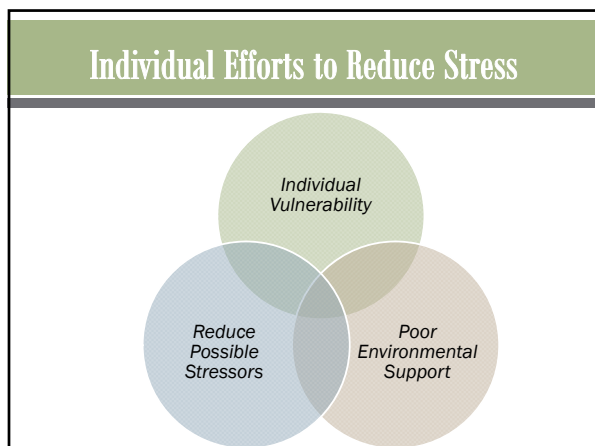 Individual Efforts to Reduce Stress
Individual
Vulnerability
Reduce
Possible
Stressors
Poor
Environmental
Support